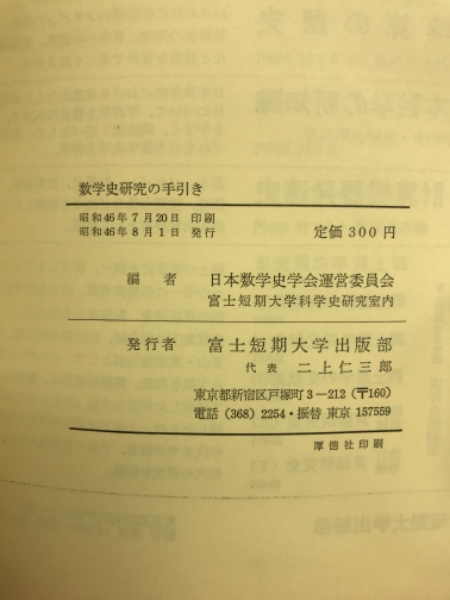 数学史研究の手引き
昭和46年7月20日 印刷
昭和46年8月1日 発行
定価300円
編者 日本数学史学会運営委員会
富士短期大学科学史研究室内
発行者 富士短期大学出版部
代表 二上仁三郎
東京都新宿区戸塚町3-212(〒160)
電話(368)2254・振替 東京 157559
厚徳社印刷